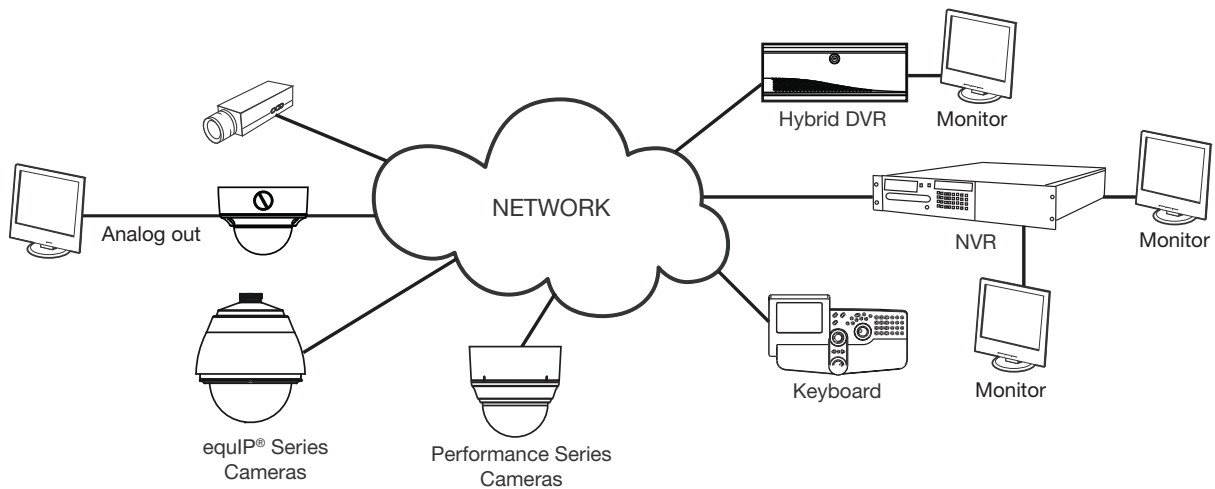 Hybrid DVR
Monitor
NETWORK
Analog out
NVR
Monitor
Keyboard
Monitor
equIP® Series
Cameras
Performance Series
Cameras